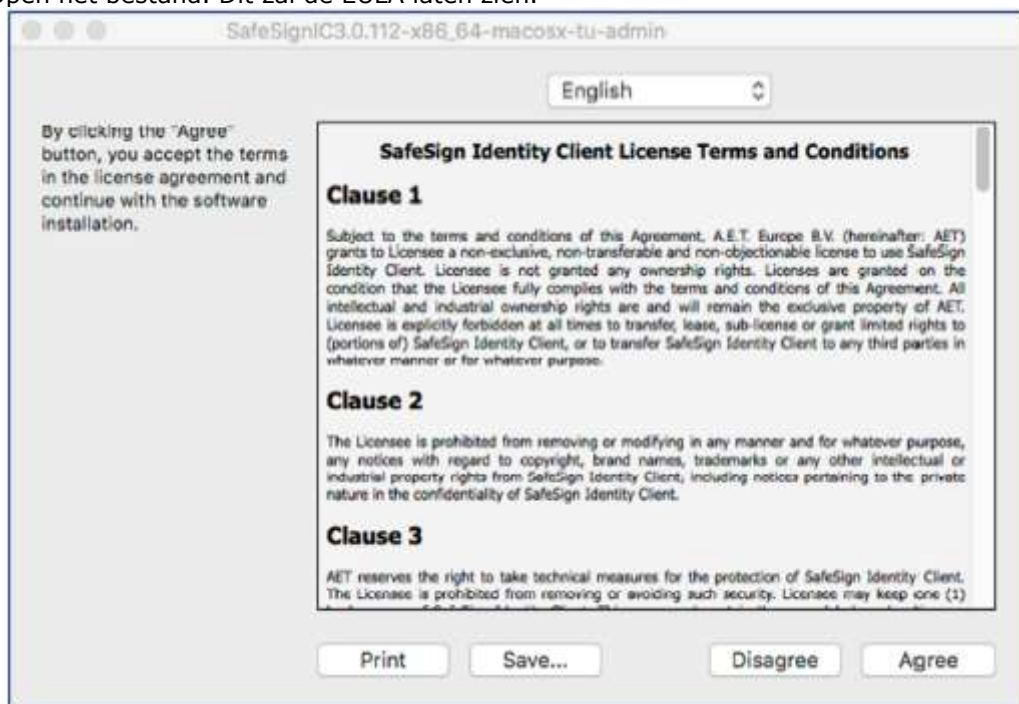 open het bestand. Dit zal de EULA laten zien.
SafeSignIC3.0.112-x86_64-macosx-tu-admin
English
By clicking the "Agree"
button, you accept the terms
in the license agreement and
continue with the software
installation.
SafeSign Identity Client License Terms and Conditions
Clause 1
Subject to the terms and conditions of this Agreement, A.E.T. Europe B.V. (hereinafter: AET)
grants to Licensee a non-exclusive, non-transferable and non-objectionable license to use SafeSign
Identity Client. Licensee is not granted any ownership rights. Licenses are granted on the
condition that the Licensee fully complies with the terms and conditions of this Agreement. All
intellectual and industrial ownership rights are and will remain the exclusive property of AET.
Licensee is explicitly forbidden at all times to transfer, lease, sub-license or grant limited rights to
(portions of) SafeSign Identity Client, or to transfer SafeSign Identity Client to any third parties in
whatever manner or for whatever purpose.
Clause 2
The Licensee is prohibited from removing or modifying in any manner and for whatever purpose,
any notices with regard to copyright, brand names, trademarks or any other intellectual or
industrial property rights from SafeSign Identity Client, including notices pertaining to the private
nature in the confidentiality of SafeSign Identity Client.
Clause 3
AET reserves the right to take technical measures for the protection of SafeSign Identity Client.
The Licensee is prohibited from removing or avoiding such security. Licensee may keep one (1)
Print
Save...
Disagree
Agree